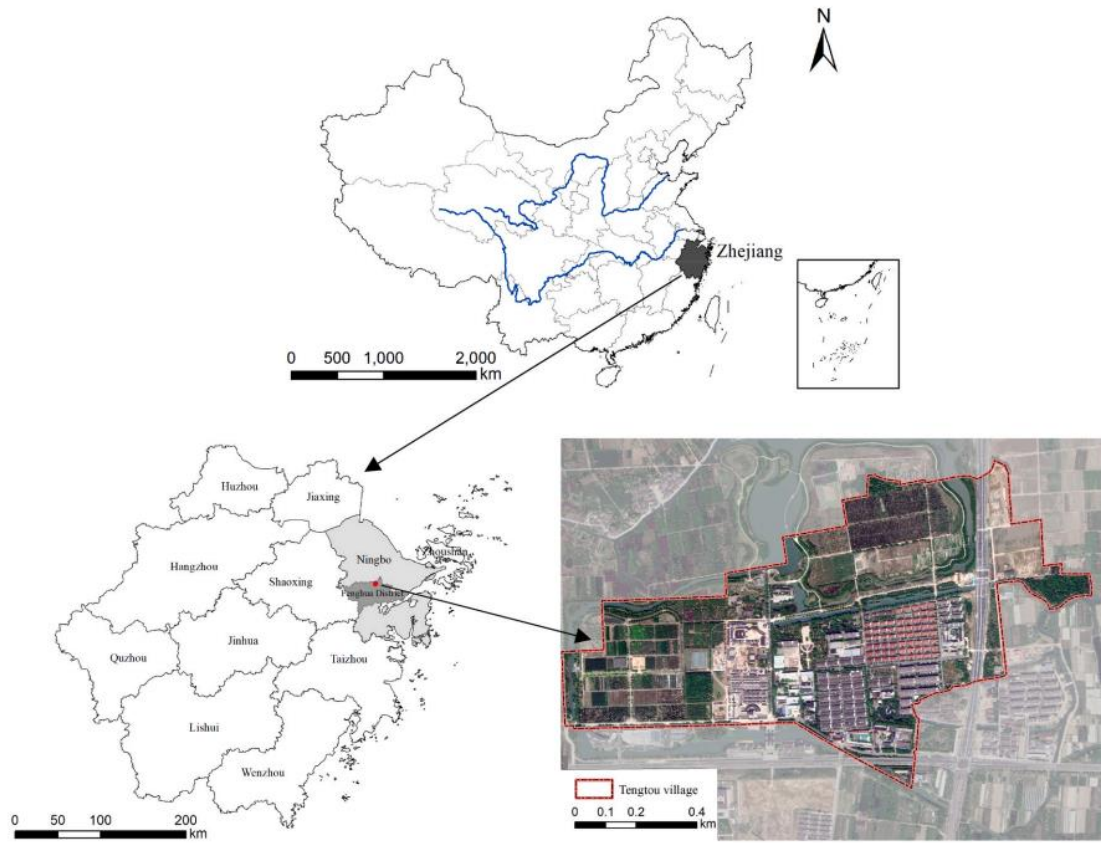 N
Zhejiang
0 500 1,000 2,000
km
Huzhou
Jiaxing
Ningbo
Zhoushan
Hangzhou
Shaoxing
Fenghua District
Jinhua
Quzhou
Taizhou
Lishui
Wenzhou
0 50 100 200
km
Tengtou village
0 0.1 0.2 0.4
km